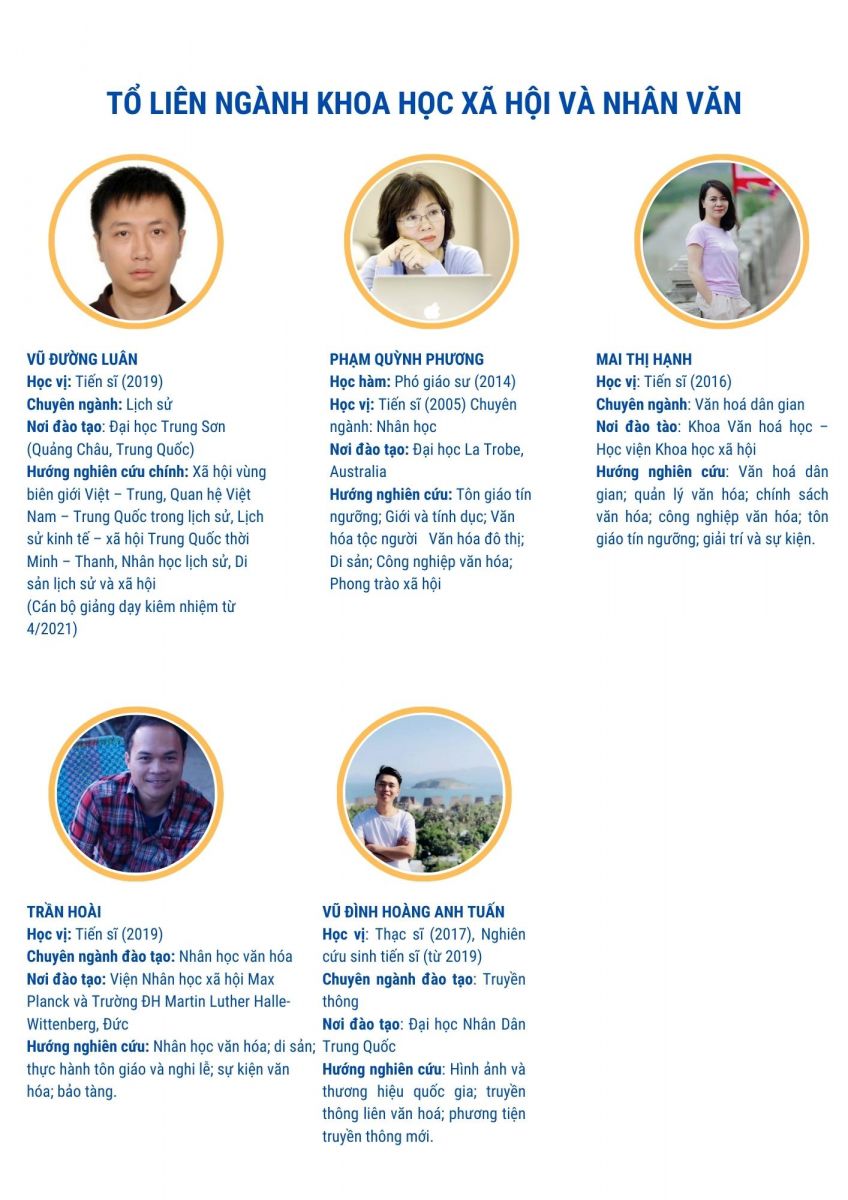 TỔ LIÊN NGÀNH KHOA HỌC XÃ HỘI VÀ NHÂN VĂN
VŨ ĐƯỜNG LUÂN
Học vị: Tiến sĩ (2019)
Chuyên ngành: Lịch sử
Nơi đào tạo: Đại học Trung Sơn
(Quảng Châu, Trung Quốc)
Hướng nghiên cứu chính: Xã hội vùng
biên giới Việt – Trung, Quan hệ Việt
Nam – Trung Quốc trong lịch sử, Lịch
sử kinh tế – xã hội Trung Quốc thời
Minh – Thanh, Nhân học lịch sử, Di
sản lịch sử và xã hội
(Cán bộ giảng dạy kiêm nhiệm từ
4/2021)
PHẠM QUỲNH PHƯƠNG
Học hàm: Phó giáo sư (2014)
Học vị: Tiến sĩ (2005) Chuyên
ngành: Nhân học
Nơi đào tạo: Đại học La Trobe,
Australia
Hướng nghiên cứu: Tôn giáo tín
ngưỡng; Giới và tính dục; Văn
hóa tộc người Văn hóa đô thị;
Di sản; Công nghiệp văn hóa;
Phong trào xã hội
MAI THỊ HẠNH
Học vị: Tiến sĩ (2016)
Chuyên ngành: Văn hoá dân gian
Nơi đào tào: Khoa Văn hoá học –
Học viện Khoa học xã hội
Hướng nghiên cứu: Văn hoá dân
gian; quản lý văn hóa; chính sách
văn hóa; công nghiệp văn hóa; tôn
giáo tín ngưỡng; giải trí và sự kiện.
TRẦN HOÀI
Học vị: Tiến sĩ (2019)
Chuyên ngành đào tạo: Nhân học văn hóa
Nơi đào tạo: Viện Nhân học xã hội Max
Planck và Trường ĐH Martin Luther Halle-
Wittenberg, Đức
Hướng nghiên cứu: Nhân học văn hóa; di sản;
thực hành tôn giáo và nghi lễ; sự kiện văn
hóa; bảo tàng.
VŨ ĐÌNH HOÀNG ANH TUẤN
Học vị: Thạc sĩ (2017), Nghiên
cứu sinh tiến sĩ (từ 2019)
Chuyên ngành đào tạo: Truyền
thông
Nơi đào tạo: Đại học Nhân Dân
Trung Quốc
Hướng nghiên cứu: Hình ảnh và
thương hiệu quốc gia; truyền
thông liên văn hoá; phương tiện
truyền thông mới.